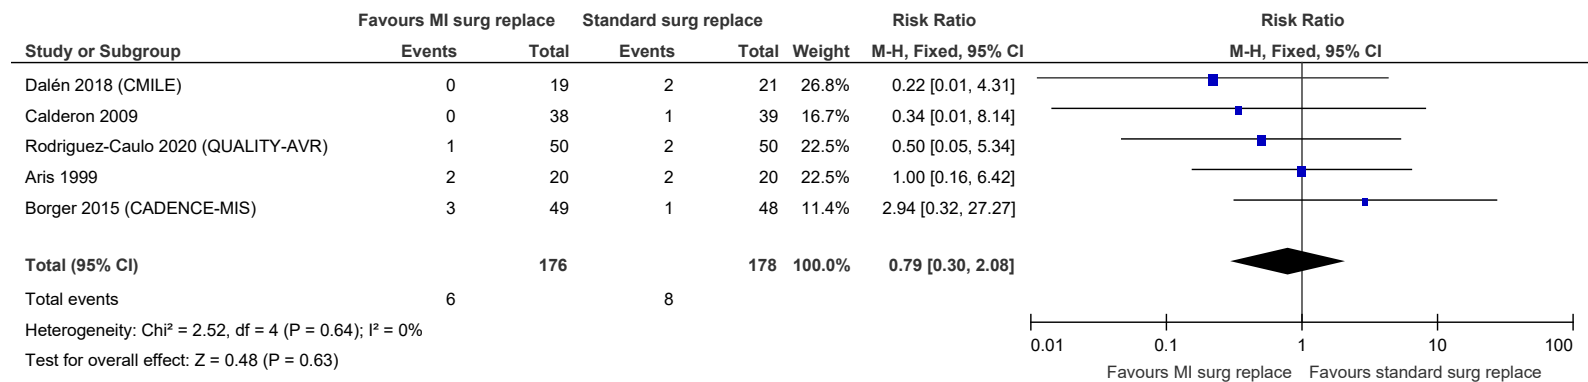 Favours MI surg replace Standard surg replace Risk Ratio Risk Ratio
Study or Subgroup Events Total Events Total Weight M-H, Fixed, 95% CI M-H, Fixed, 95% CI
Dalén 2018 (CMILE) 0 19 2 21 26.8% 0.22 [0.01, 4.31]
Calderon 2009 0 38 1 39 16.7% 0.34 [0.01, 8.14]
Rodriguez-Caulo 2020 (QUALITY-AVR) 1 50 2 50 22.5% 0.50 [0.05, 5.34]
Aris 1999 2 20 2 20 22.5% 1.00 [0.16, 6.42]
Borger 2015 (CADENCE-MIS) 3 49 1 48 11.4% 2.94 [0.32, 27.27]
Total (95% CI) 176 178 100.0% 0.79 [0.30, 2.08]
Total events 6 8
Heterogeneity: Chi² = 2.52, df = 4 (P = 0.64); I² = 0%
Test for overall effect: Z = 0.48 (P = 0.63)
0.01 0.1 1 10 100
Favours MI surg replace Favours standard surg replace